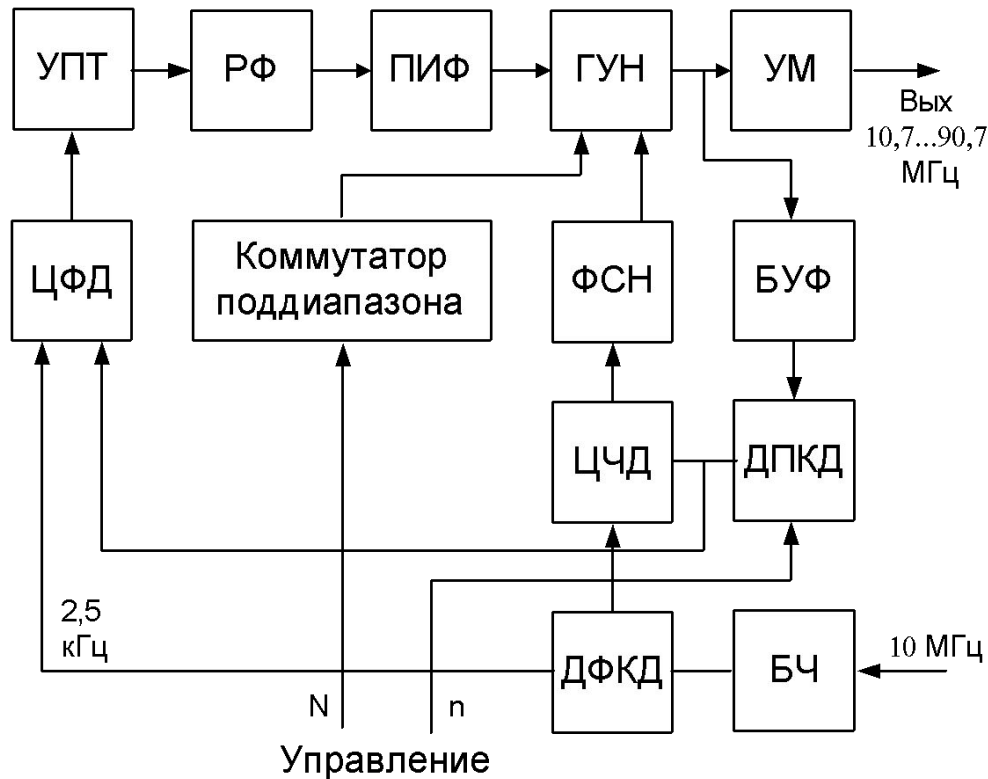 УПТ
РФ
ПИФ
ГУН
УМ
Вых
10,7...90,7
МГц
ЦФД
Коммутатор
поддиапазона
ФСН
БУФ
ЦЧД
ДПКД
2,5
кГц
ДФКД
БЧ
10 МГц
N
n
Управление